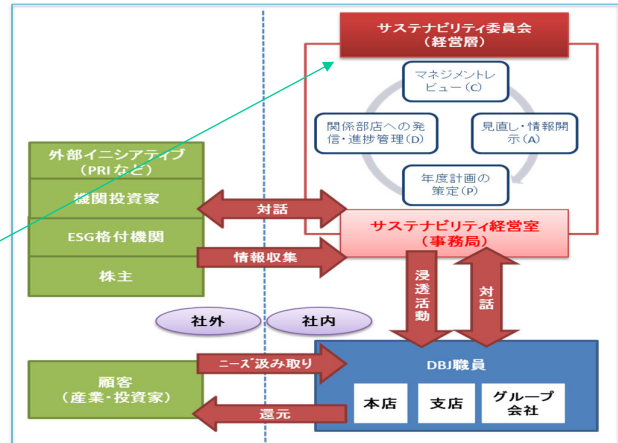 サステナビリティ委員会
(経営層)
マネジメントレ
ビュー(C)
関係部店への発
信・進捗管理(D)
見直し・情報開
示(A)
年度計画の
策定(P)
サステナビリティ経営室
(事務局)
外部イニシアティブ
(PRIなど)
機関投資家
ESG格付機関
株主
対話
情報収集
浸透活動
対話
社外
社内
顧客
(産業・投資家)
ニーズ汲み取り
還元
DBJ職員
本店
支店
グループ
会社